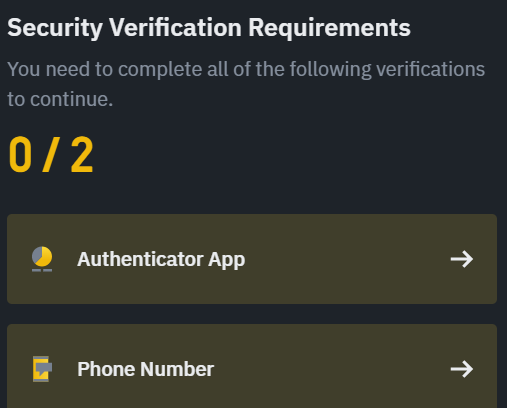 Security Verification Requirements
You need to complete all of the following verifications
to continue.
0 / 2
Authenticator App
Phone Number